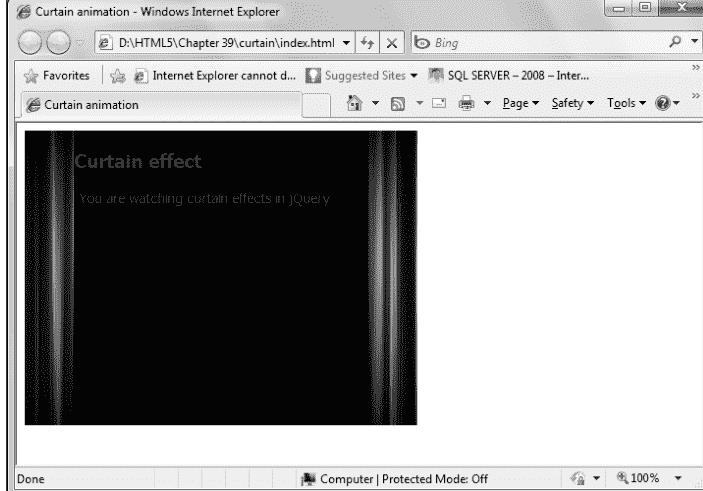 Curtain animation - Windows Internet Explorer
D:\HTML5\Chapter 39\curtain\index.html
Bing
Favorites
Internet Explorer cannot d...
Suggested Sites
SQL SERVER – 2008 – Inter...
Curtain animation
Page
Safety
Tools
Curtain effect
You are watching curtain effects in jQuery
Done
Computer | Protected Mode: Off
100%